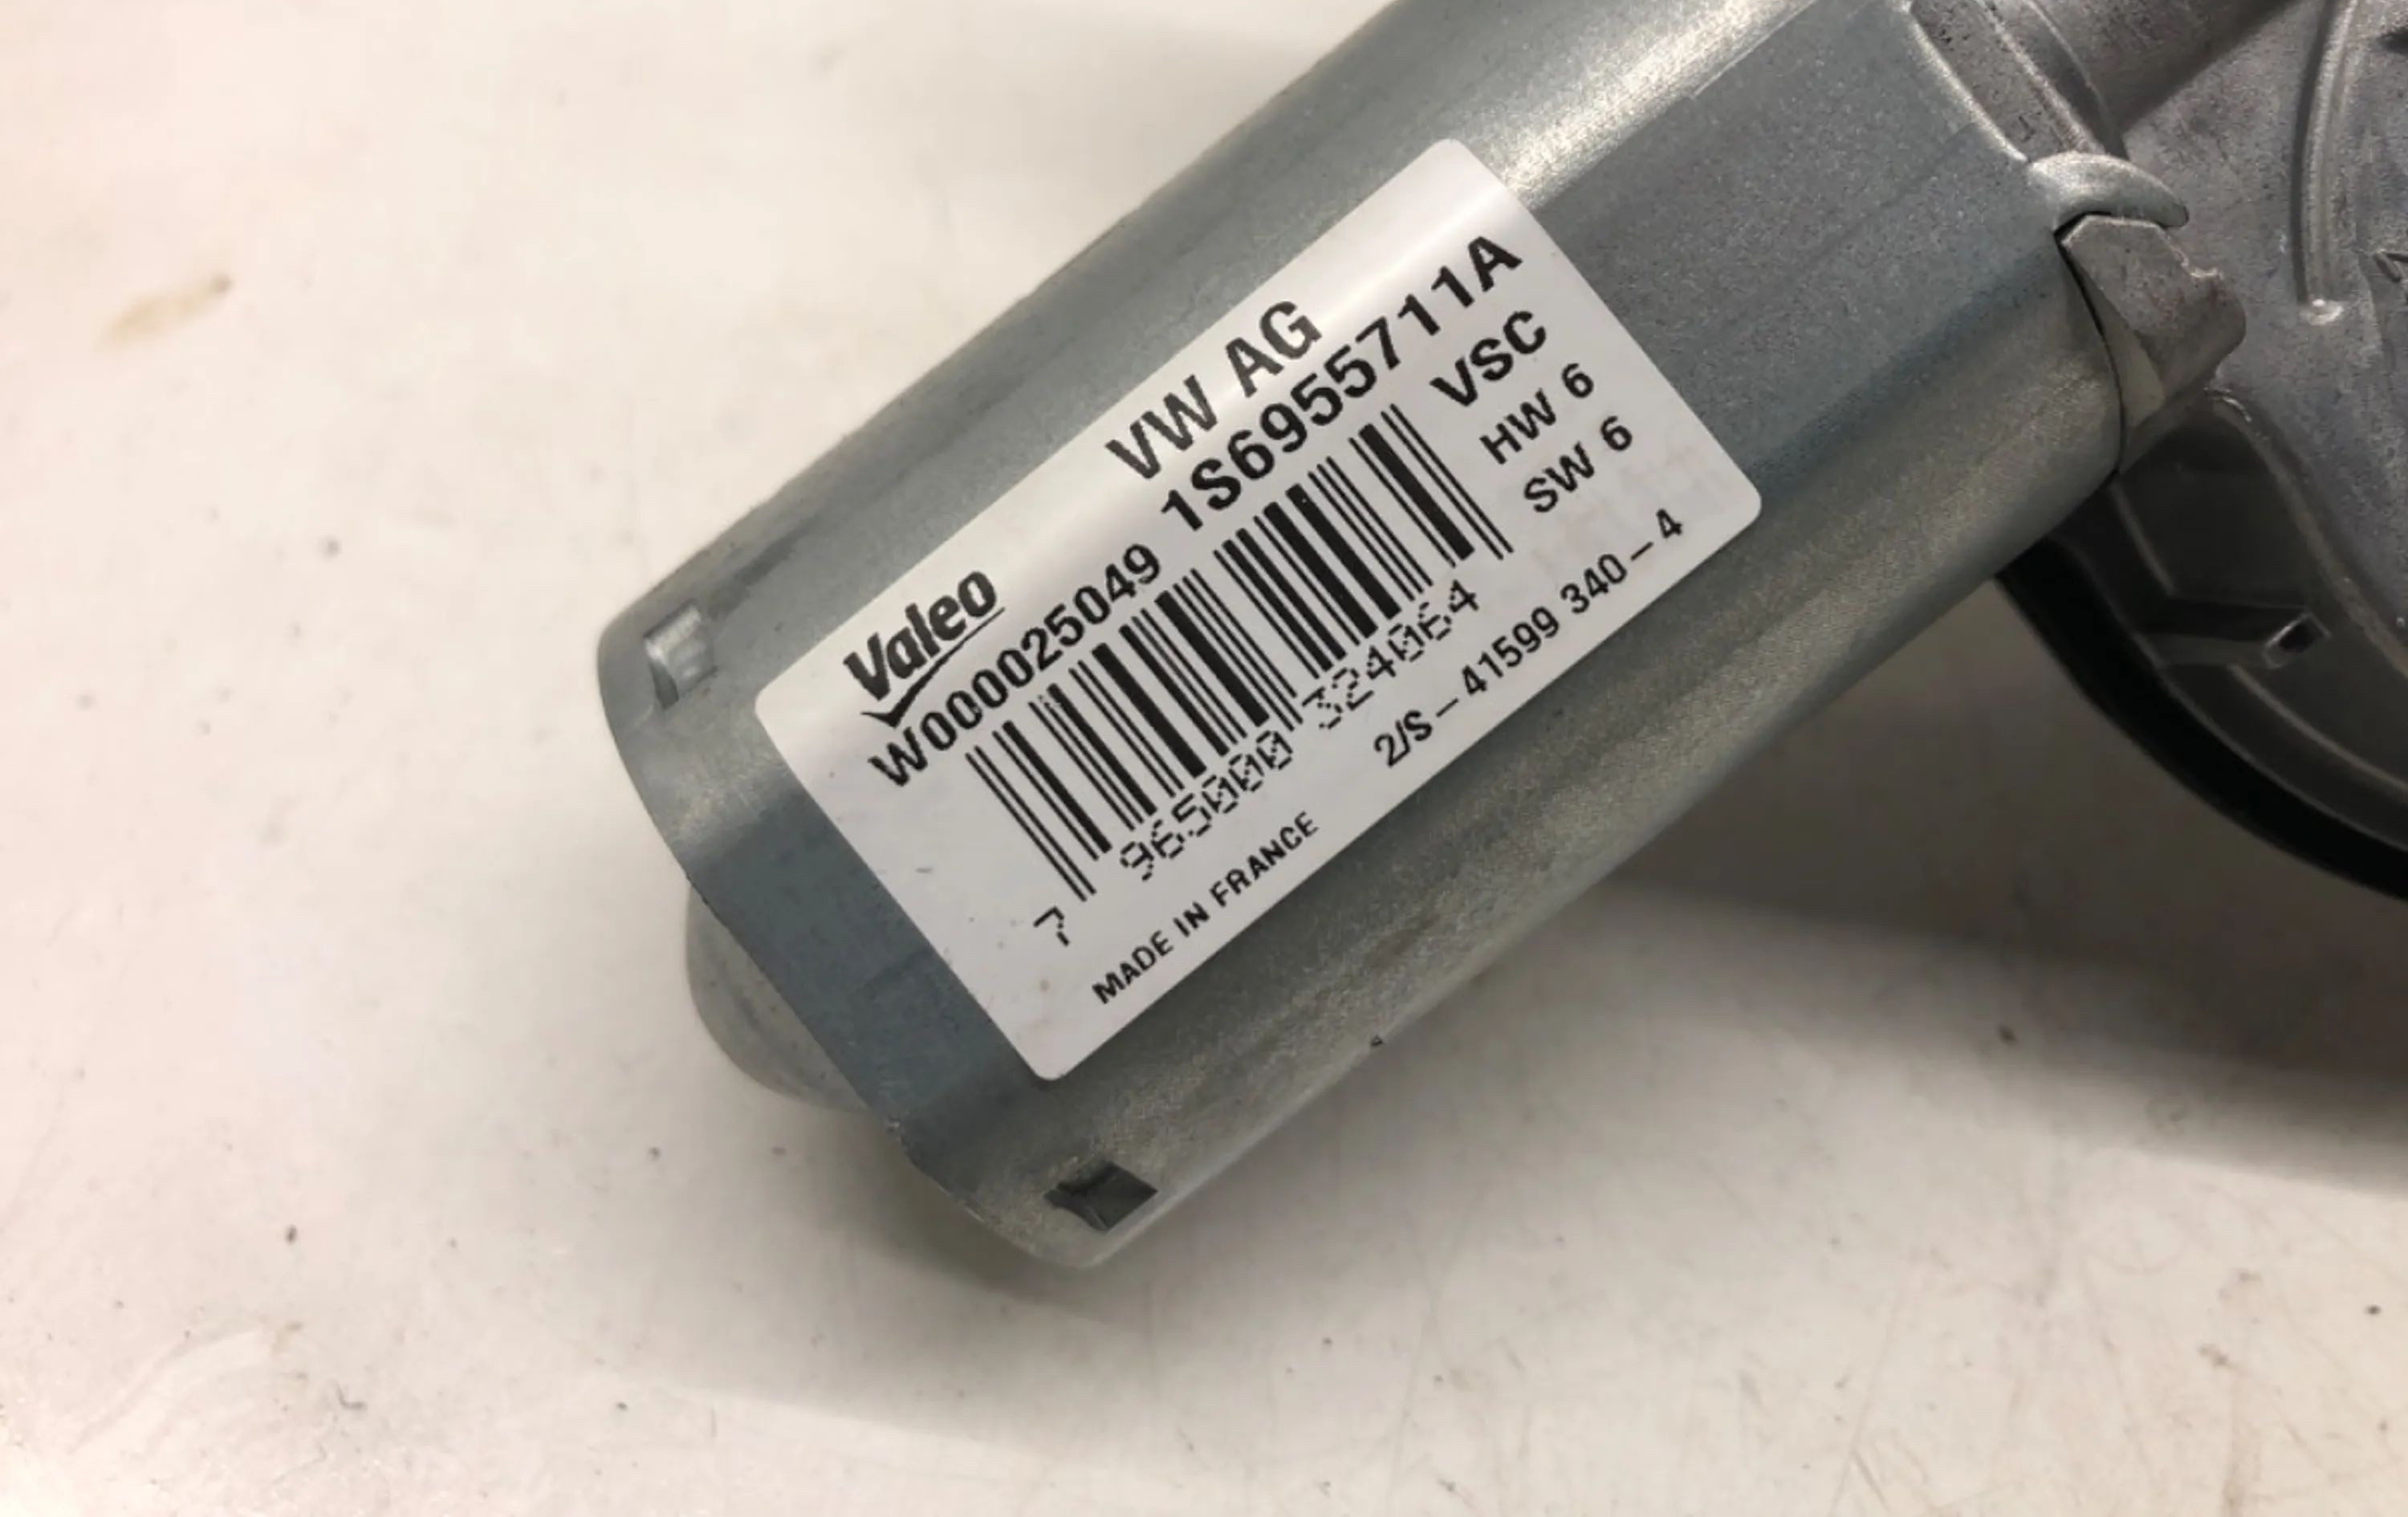 Valeo
VW AG
W000025049 1S6955711A
VSC
HW 6
SW 6
7 965000 324064
2/S – 41599 340 – 4
MADE IN FRANCE